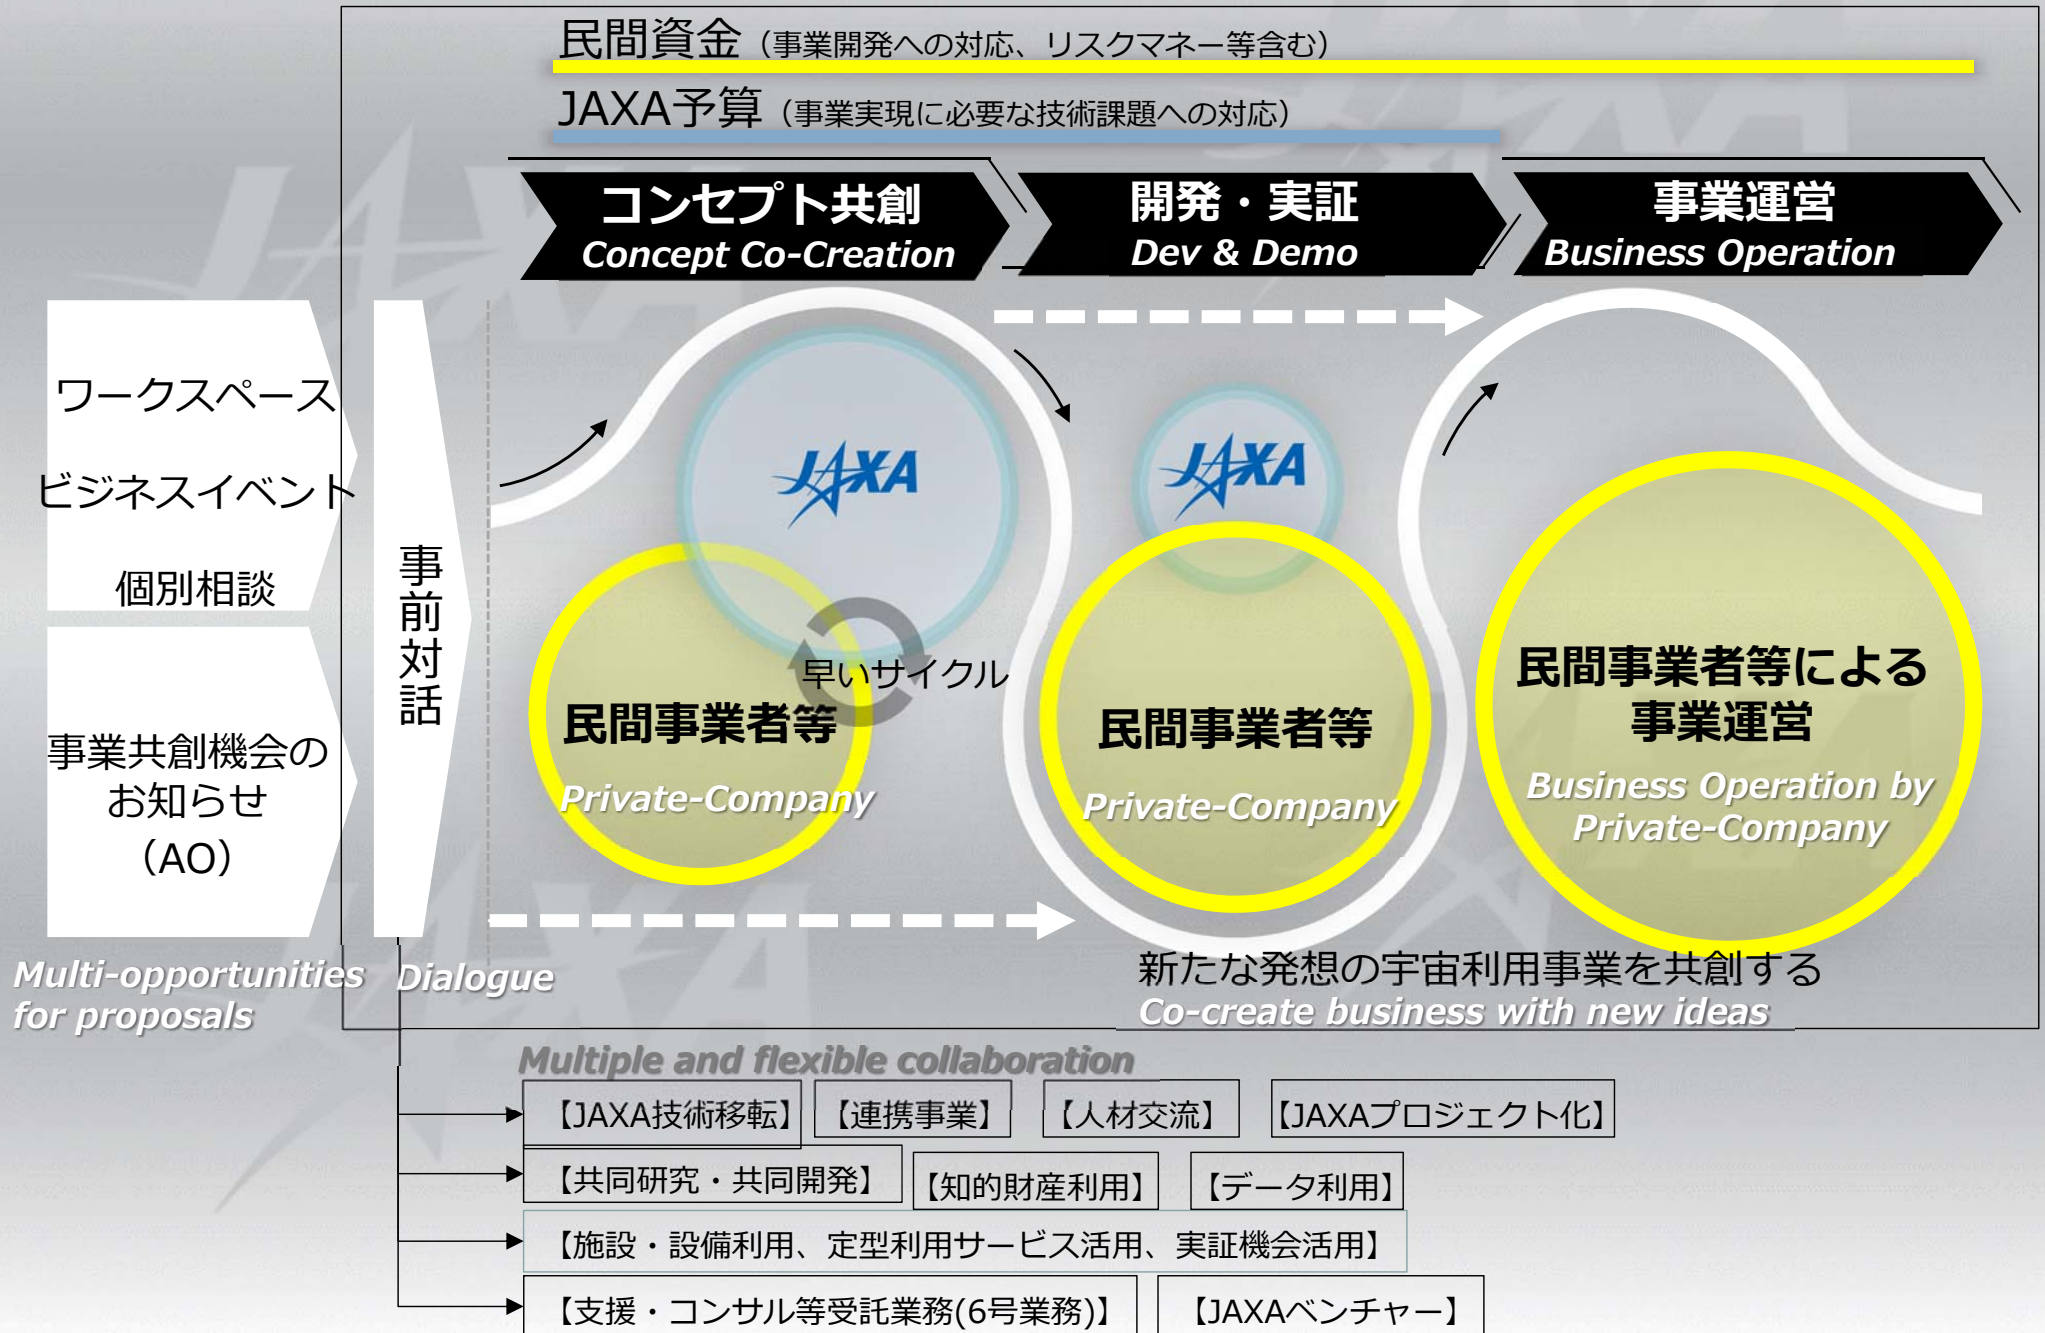 民間資金（事業開発への対応、リスクマネー等含む）
JAXA予算（事業実現に必要な技術課題への対応）
コンセプト共創
Concept Co-Creation
開発・実証
Dev & Demo
事業運営
Business Operation
ワークスペース
ビジネスイベント
個別相談
事業共創機会の
お知らせ
（AO）
Multi-opportunities
for proposals
事前対話
Dialogue
JAXA
民間事業者等
Private-Company
早いサイクル
JAXA
民間事業者等
Private-Company
民間事業者等による
事業運営
Business Operation by
Private-Company
新たな発想の宇宙利用事業を共創する
Co-create business with new ideas
Multiple and flexible collaboration
【JAXA技術移転】 【連携事業】 【人材交流】 【JAXAプロジェクト化】
【共同研究・共同開発】 【知的財産利用】 【データ利用】
【施設・設備利用、定型利用サービス活用、実証機会活用】
【支援・コンサル等受託業務(6号業務)】 【JAXAベンチャー】